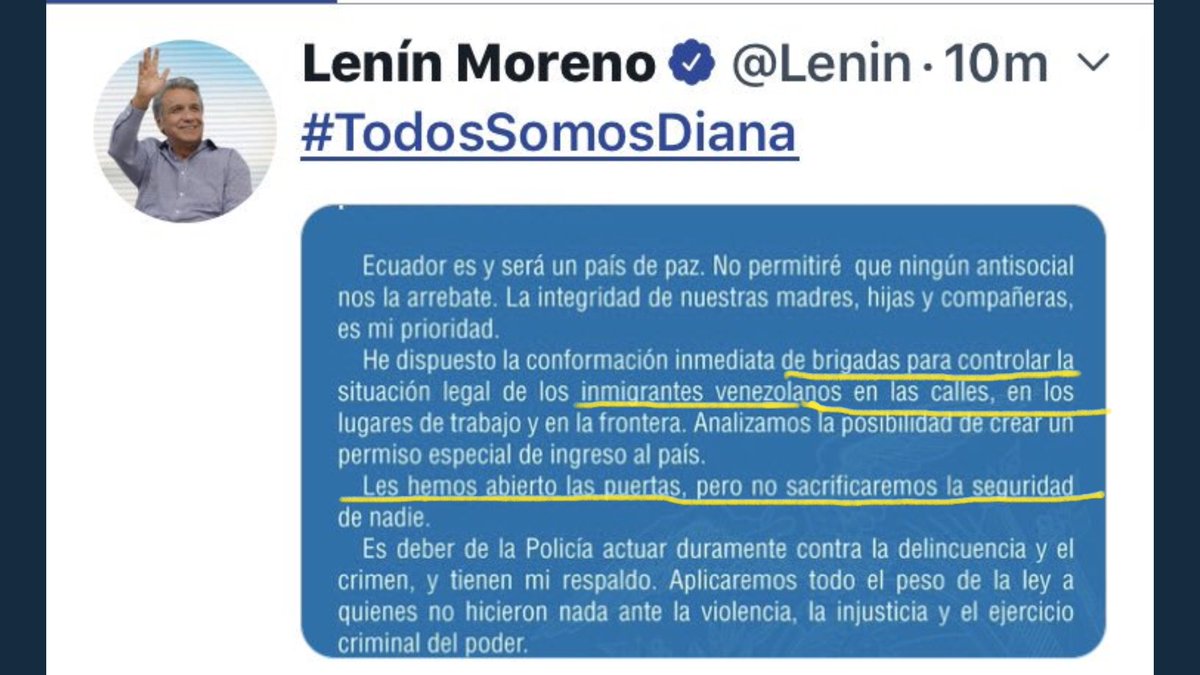 Lenín Moreno @Lenin · 10m
#TodosSomosDiana
Ecuador es y será un país de paz. No permitiré que ningún antisocial
nos la arrebate. La integridad de nuestras madres, hijas y compañeras,
es mi prioridad.
He dispuesto la conformación inmediata de brigadas para controlar la
situación legal de los inmigrantes venezolanos en las calles, en los
lugares de trabajo y en la frontera. Analizamos la posibilidad de crear un
permiso especial de ingreso al país.
Les hemos abierto las puertas, pero no sacrificaremos la seguridad
de nadie.
Es deber de la Policía actuar duramente contra la delincuencia y el
crimen, y tienen mi respaldo. Aplicaremos todo el peso de la ley a
quienes no hicieron nada ante la violencia, la injusticia y el ejercicio
criminal del poder.